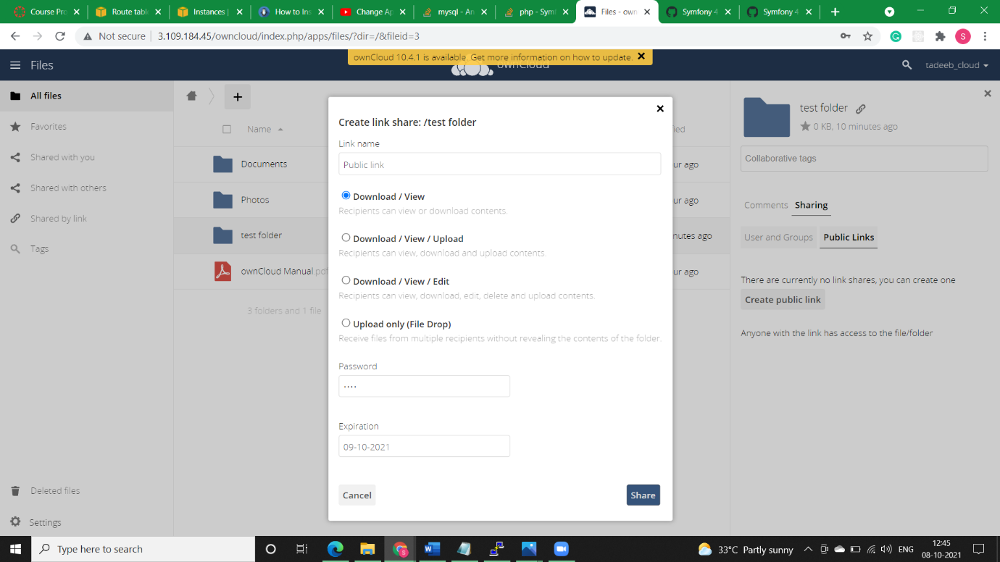 Course Pro
Route tabl
Instances |
How to Ins
Change Ap
mysql - An
php - Symf
Files - own
Symfony 4
Symfony 4
Not secure | 3.109.184.45/owncloud/index.php/apps/files/?dir=/&fileid=3
S
ownCloud 10.4.1 is available. Get more information on how to update.
Files
ownCloud
tadeeb_cloud
All files
Favorites
Shared with you
Shared with others
Shared by link
Tags
Deleted files
Settings
+
Name
Documents
Photos
test folder
ownCloud Manual.pdf
3 folders and 1 file
ied
ur ago
ur ago
nutes ago
ur ago
Create link share: /test folder
Link name
Public link
Download / View
Recipients can view or download contents.
Download / View / Upload
Recipients can view, download and upload contents.
Download / View / Edit
Recipients can view, download, edit, delete and upload contents.
Upload only (File Drop)
Receive files from multiple recipients without revealing the contents of the folder.
Password
····
Expiration
09-10-2021
Cancel
Share
test folder
0 KB, 10 minutes ago
Collaborative tags
Comments Sharing
User and Groups Public Links
There are currently no link shares, you can create one
Create public link
Anyone with the link has access to the file/folder
Type here to search
33°C Partly sunny
ENG
12:45
08-10-2021